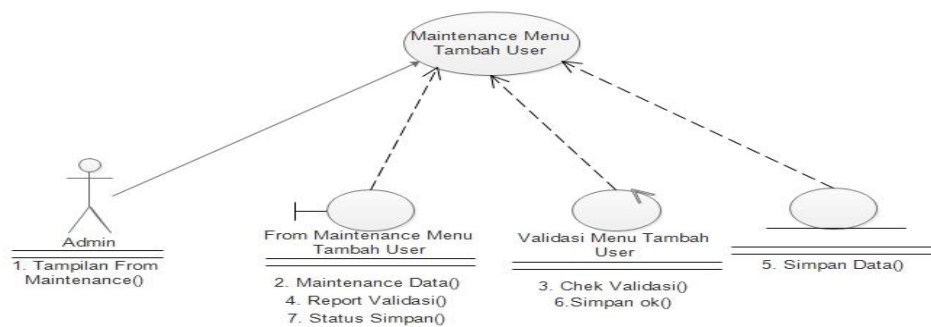 Maintenance Menu
Tambah User
Admin
1. Tampilan From
Maintenance()
From Maintenance Menu
Tambah User
2. Maintenance Data()
4. Report Validasi()
7. Status Simpan()
Validasi Menu Tambah
User
3. Chek Validasi()
6.Simpan ok()
5. Simpan Data()